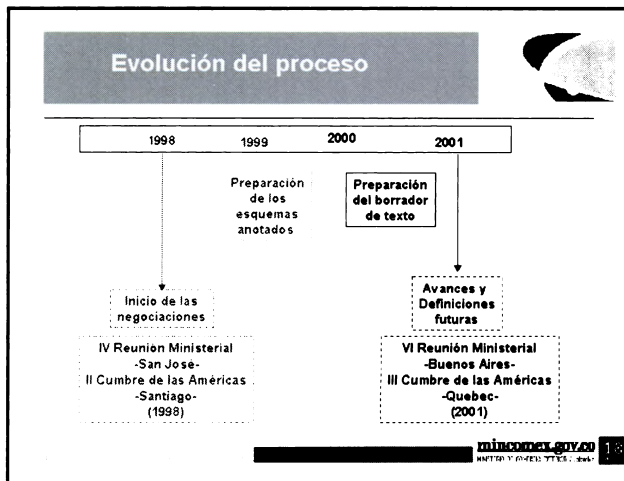 Evolución del proceso
1998 1999 2000 2001
Preparación
de los
esquemas
anotados
Preparación
del borrador
de texto
Inicio de las
negociaciones
Avances y
Definiciones
futuras
IV Reunión Ministerial
-San José-
II Cumbre de las Américas
-Santiago-
(1998)
VI Reunión Ministerial
-Buenos Aires-
III Cumbre de las Américas
-Quebec-
(2001)
mincomex.gov.co